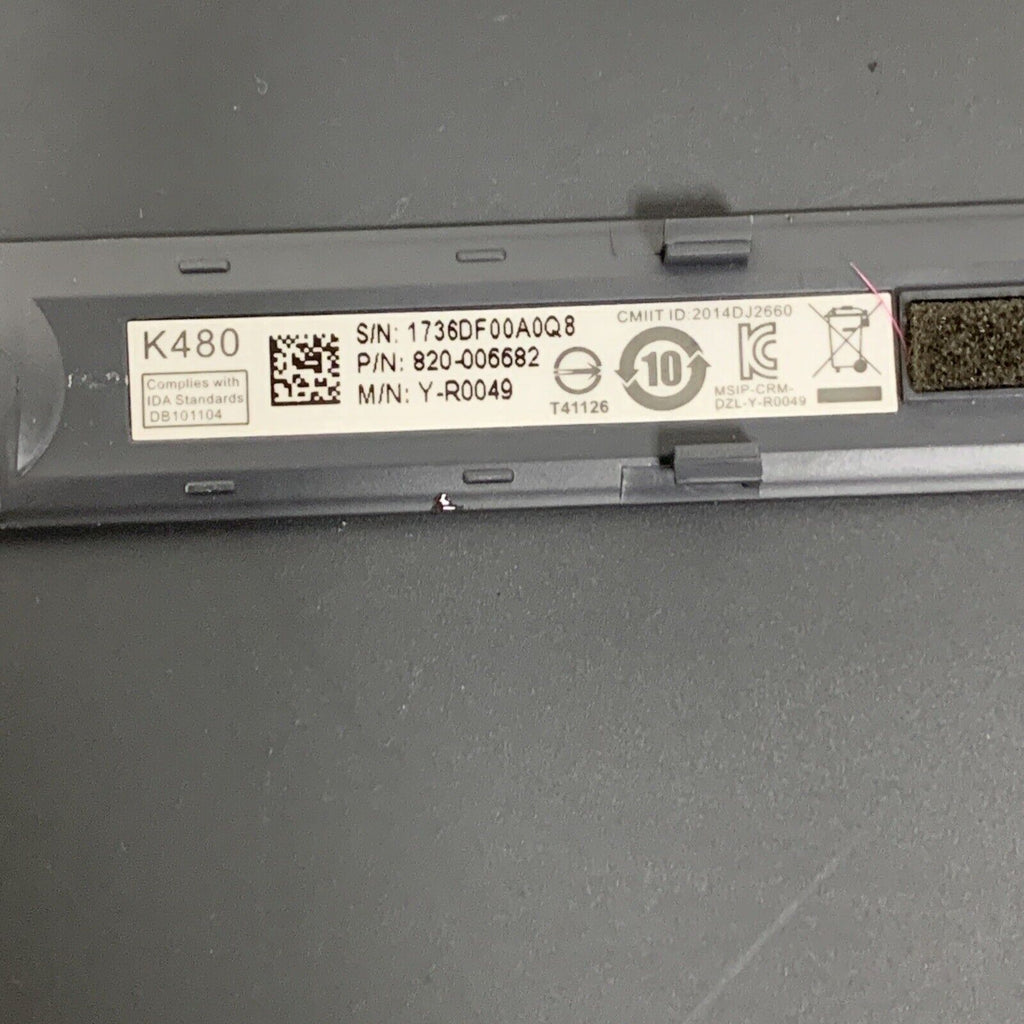 K480
Complies with
IDA Standards
DB101104
S/N: 1736DF00A0Q8
P/N: 820-006682
M/N: Y-R0049
T41126
CMIIT ID:2014DJ2660
10
MSIP-CRM-
DZL-Y-R0049